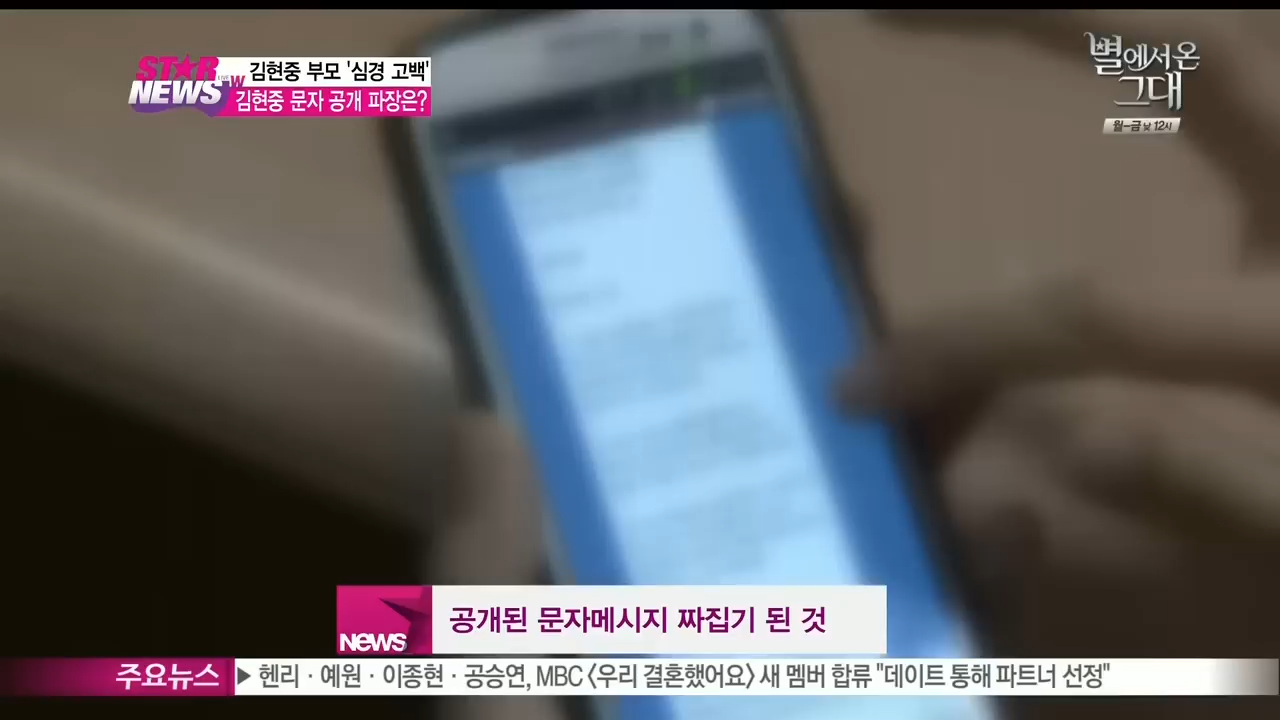 STAR
NEWS
LIVE
W
김현중 부모 '심경 고백'
김현중 문자 공개 파장은?
별에서 온
그대
월-금 낮 12시
NEWS
공개된 문자메시지 짜집기 된 것
주요뉴스
▶ 헨리 · 예원 · 이종현 · 공승연, MBC <우리 결혼했어요> 새 멤버 합류 "데이트 통해 파트너 선정"